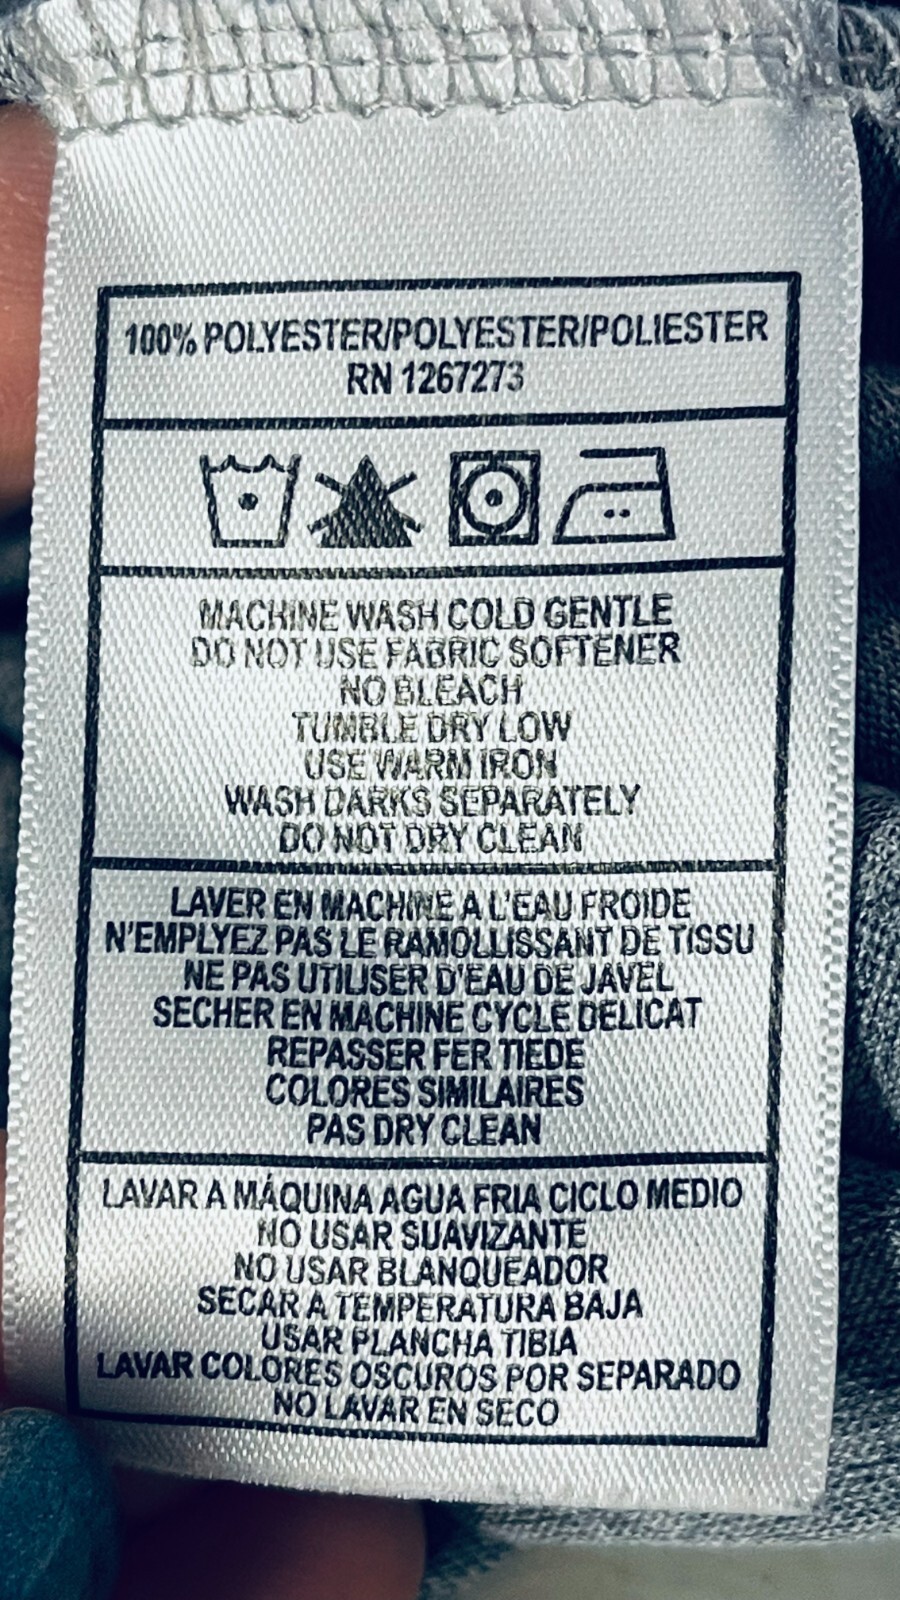 100% POLYESTER/POLYESTER/POLIESTER
RN 1267273
MACHINE WASH COLD GENTLE
DO NOT USE FABRIC SOFTENER
NO BLEACH
TUMBLE DRY LOW
USE WARM IRON
WASH DARKS SEPARATELY
DO NOT DRY CLEAN
LAVER EN MACHINE A L'EAU FROIDE
N'EMPLYEZ PAS LE RAMOLLISSANT DE TISSU
NE PAS UTILISER D'EAU DE JAVEL
SECHER EN MACHINE CYCLE DELICAT
REPASSER FER TIEDE
COLORES SIMILAIRES
PAS DRY CLEAN
LAVAR A MÁQUINA AGUA FRIA CICLO MEDIO
NO USAR SUAVIZANTE
NO USAR BLANQUEADOR
SECAR A TEMPERATURA BAJA
USAR PLANCHA TIBIA
LAVAR COLORES OSCUROS POR SEPARADO
NO LAVAR EN SECO